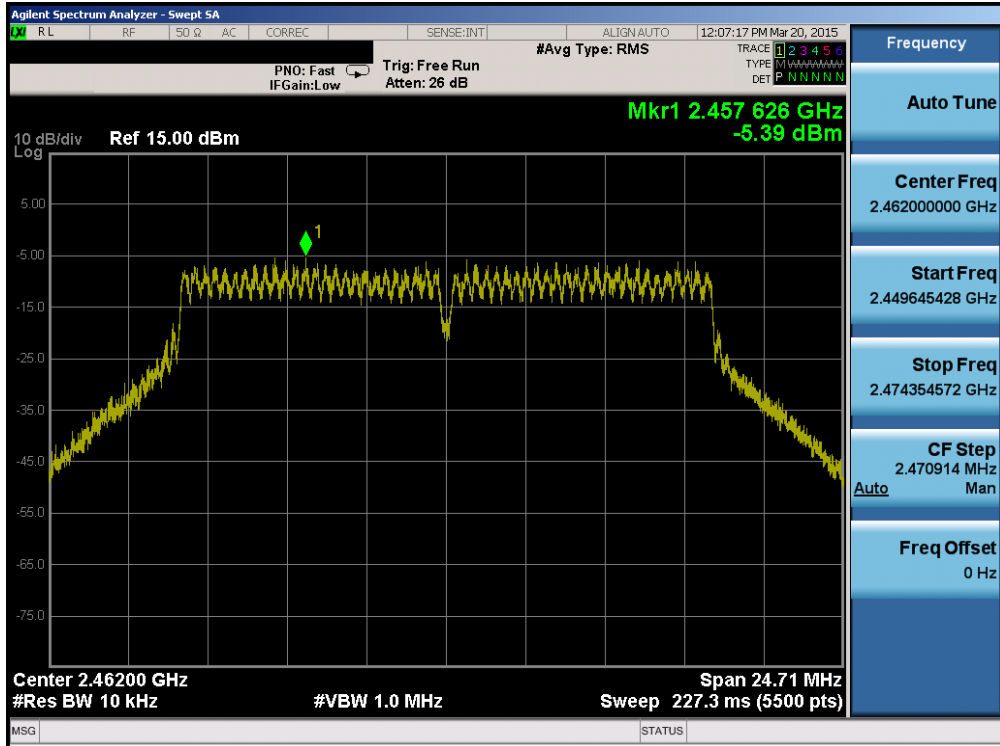 Agilent Spectrum Analyzer - Swept SA
LXI RL RF 50 Ω AC CORREC SENSE:INT ALIGN AUTO 12:07:17 PM Mar 20, 2015
#Avg Type: RMS TRACE 1 2 3 4 5 6
PNO: Fast Trig: Free Run TYPE M WWWWW
IFGain:Low Atten: 26 dB DET P N N N N N
Mkr1 2.457 626 GHz
-5.39 dBm
10 dB/div Ref 15.00 dBm
Log
5.00
-5.00
-15.0
-25.0
-35.0
-45.0
-55.0
-65.0
-75.0
1
Center 2.46200 GHz Span 24.71 MHz
#Res BW 10 kHz #VBW 1.0 MHz Sweep 227.3 ms (5500 pts)
MSG STATUS
Frequency
Auto Tune
Center Freq
2.462000000 GHz
Start Freq
2.449645428 GHz
Stop Freq
2.474354572 GHz
CF Step
2.470914 MHz
Auto Man
Freq Offset
0 Hz